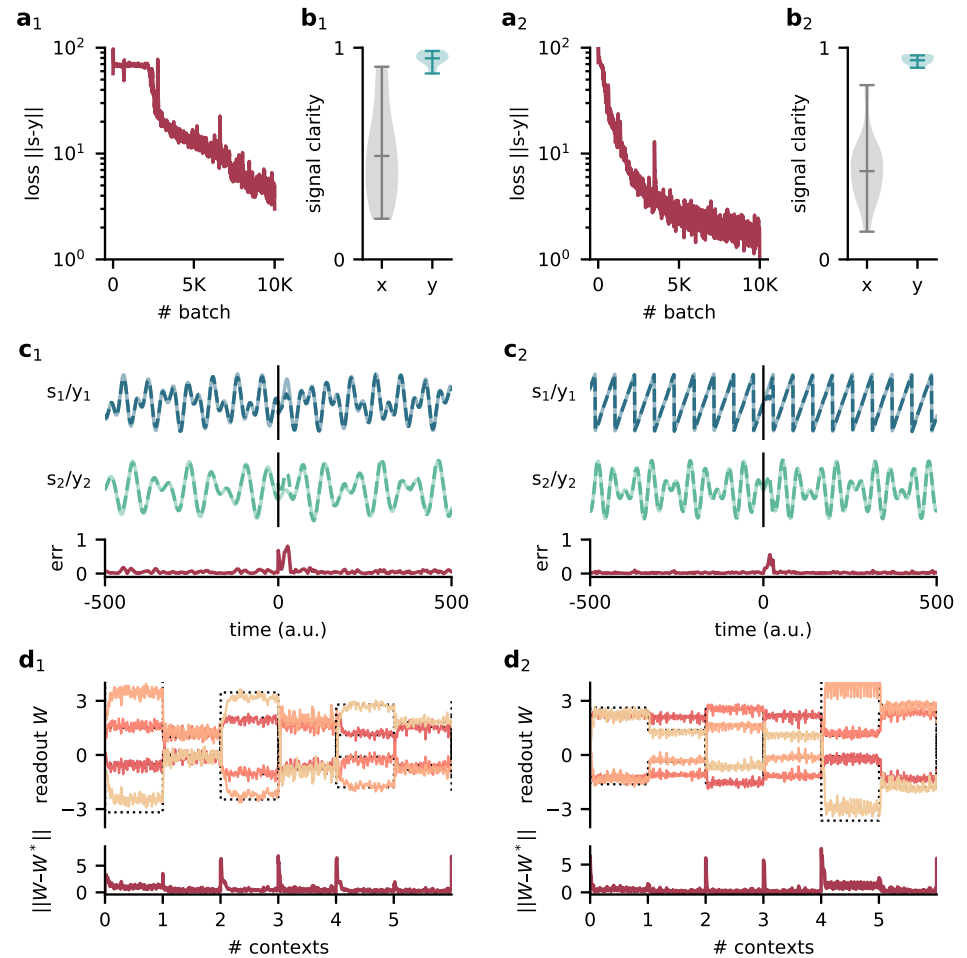 a1 b1 a2 b2
10² 1 10² 1
loss ||s-y|| signal clarity loss ||s-y|| signal clarity
10¹ 10¹
10⁰ 0 10⁰ 0
0 5K 10K x y 0 5K 10K x y
# batch # batch
c1 c2
s₁/y₁ s₁/y₁
s₂/y₂ s₂/y₂
err 1 err 1
0 0
-500 0 500 -500 0 500
time (a.u.) time (a.u.)
d1 d2
readout W 3 readout W 3
0 0
−3 −3
||W–W*|| 5 ||W–W*|| 5
0 0
0 1 2 3 4 5 0 1 2 3 4 5
# contexts # contexts